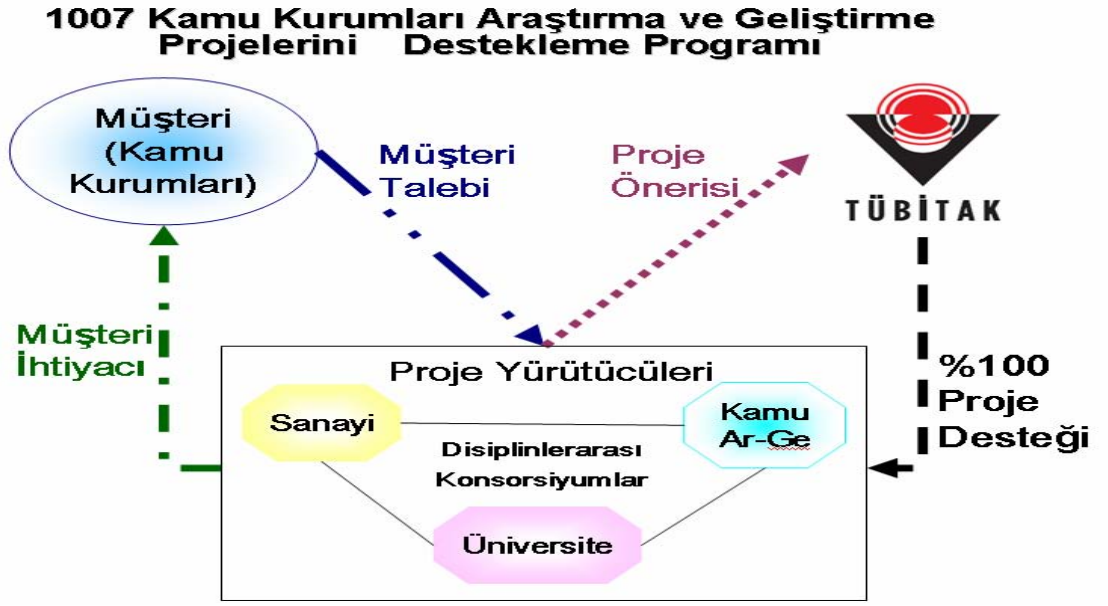 1007 Kamu Kurumları Araştırma ve Geliştirme
Projelerini Destekleme Programı
Müşteri
(Kamu
Kurumları)
Müşteri
Talebi
Proje
Önerisi
TÜBİTAK
Müşteri
İhtiyacı
%100
Proje
Desteği
Proje Yürütücüleri
Sanayi
Kamu
Ar-Ge
Disiplinlerarası
Konsorsiyumlar
Üniversite